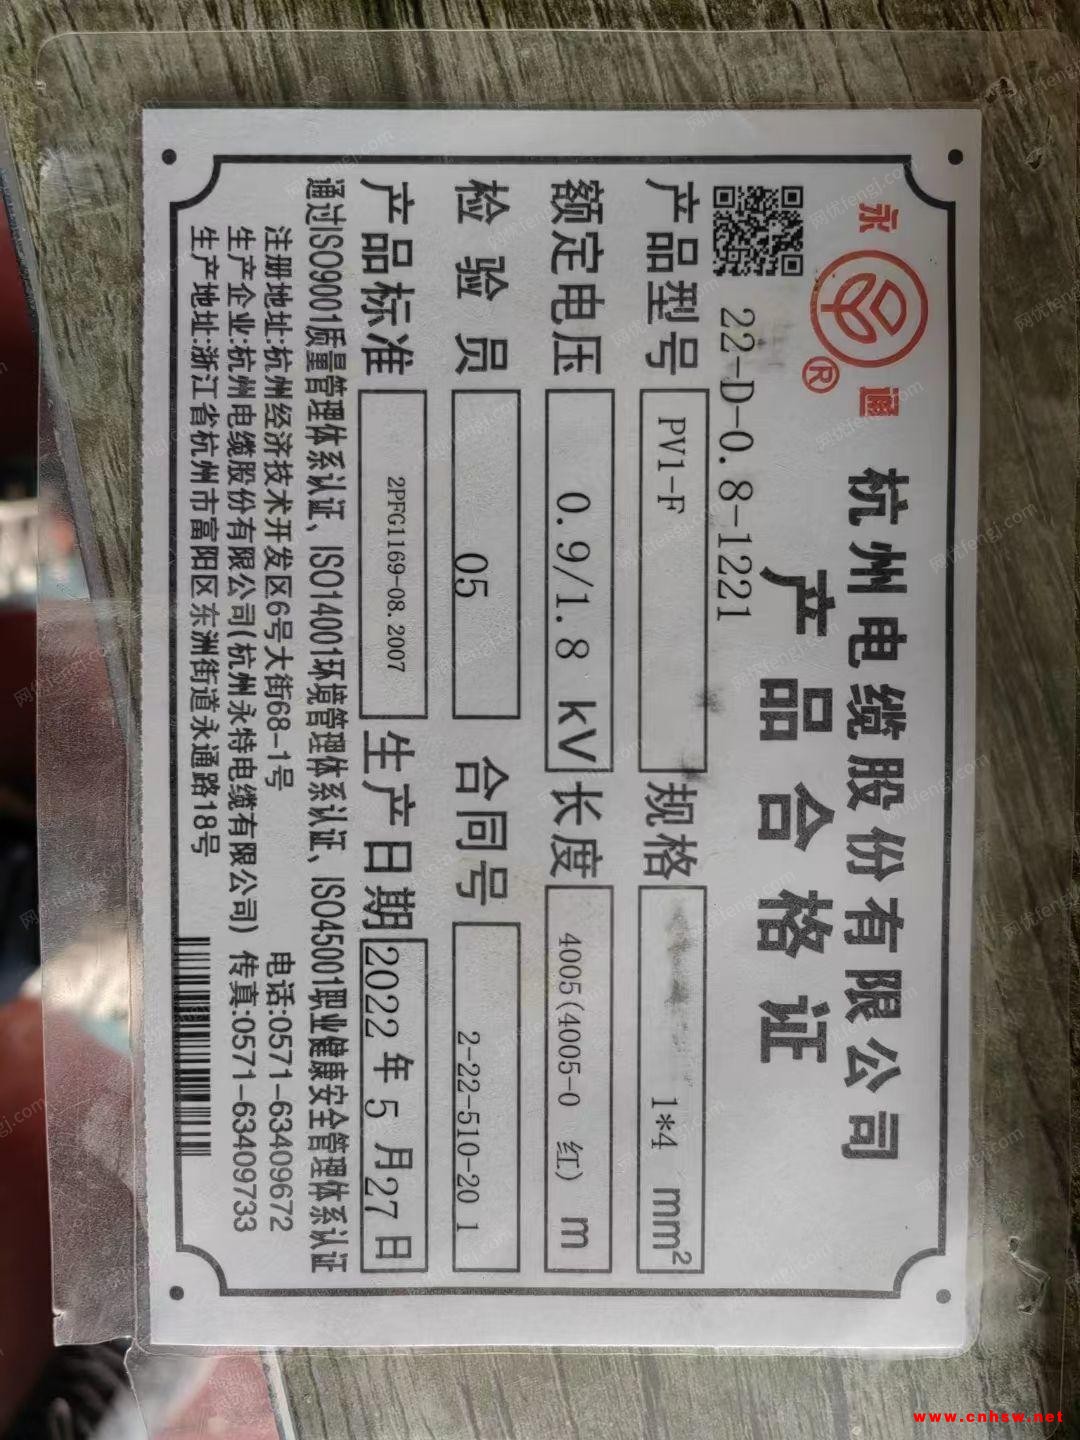 永通
®
杭州电缆股份有限公司
产品合格证
22-D-0.8-1221
产品型号 PV1-F 规格 1*4 mm²
额定电压 0.9/1.8 kV 长度 4005(4005-0 红) m
检验员 05 合同号 2-22-510-20 1
产品标准 2PFG1169-08.2007 生产日期 2022年5月27日
通过ISO9001质量管理体系认证、ISO14001环境管理体系认证、ISO45001职业健康安全管理体系认证
注册地址:杭州经济技术开发区6号大街68-1号 电话:0571-63409672
生产企业:杭州电缆股份有限公司(杭州永特电缆有限公司) 传真:0571-63409733
生产地址:浙江省杭州市富阳区东洲街道永通路18号
www.cnhsw.net
网优fengj.com